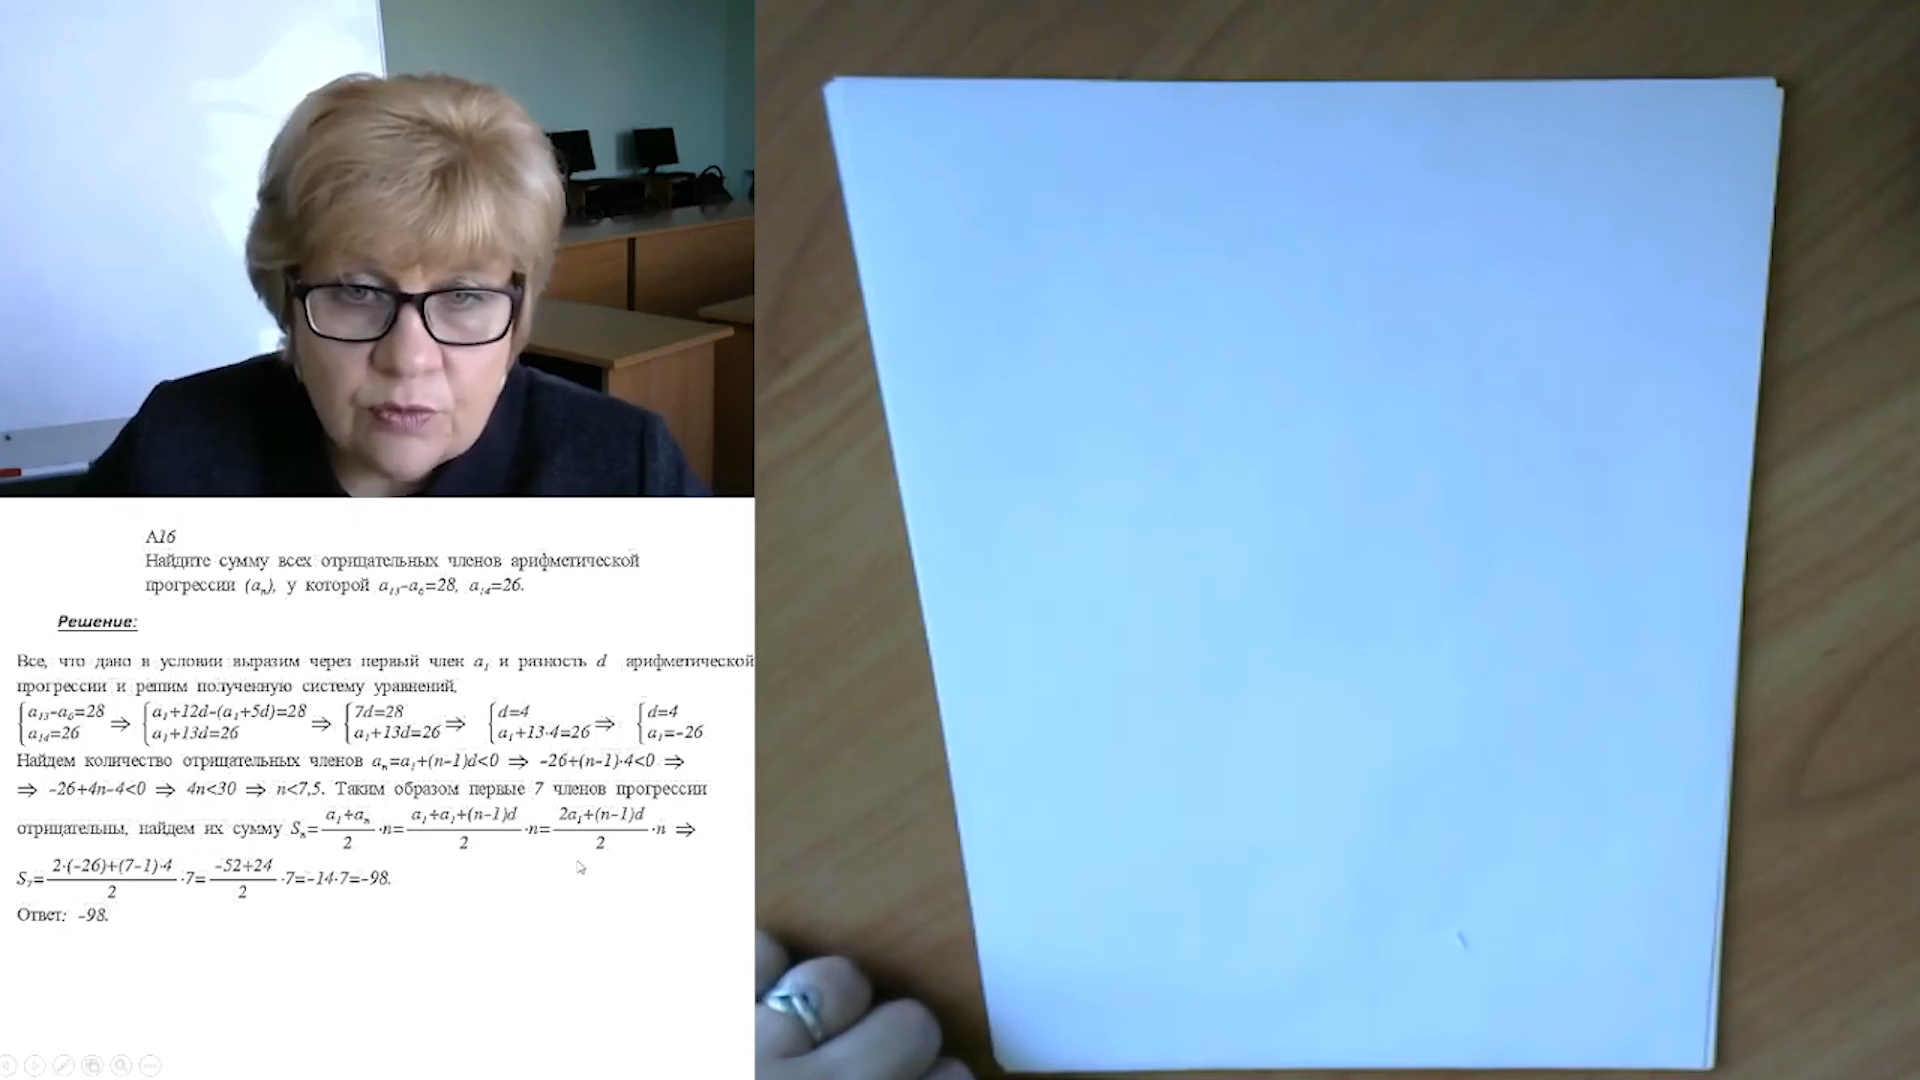 А16
Найдите сумму всех отрицательных членов арифметической
прогрессии (aₙ), у которой a₁₃-a₆=28, a₁₄=26.
Решение:
Все, что дано в условии выразим через первый член a₁ и разность d арифметической
прогрессии и решим полученную систему уравнений,
{a₁₃-a₆=28 a₁₄=26 ⇒ {a₁+12d-(a₁+5d)=28 a₁+13d=26 ⇒ {7d=28 a₁+13d=26 ⇒ {d=4 a₁+13·4=26 ⇒ {d=4 a₁=-26
Найдем количество отрицательных членов aₙ=a₁+(n-1)d<0 ⇒ -26+(n-1)·4<0 ⇒
⇒ -26+4n-4<0 ⇒ 4n<30 ⇒ n<7,5. Таким образом первые 7 членов прогрессии
отрицательны, найдем их сумму Sₙ=(a₁+aₙ)/2·n=(a₁+a₁+(n-1)d)/2·n=(2a₁+(n-1)d)/2·n ⇒
S₇=(2·(-26)+(7-1)·4)/2·7=(-52+24)/2·7=-14·7=-98.
Ответ: -98.